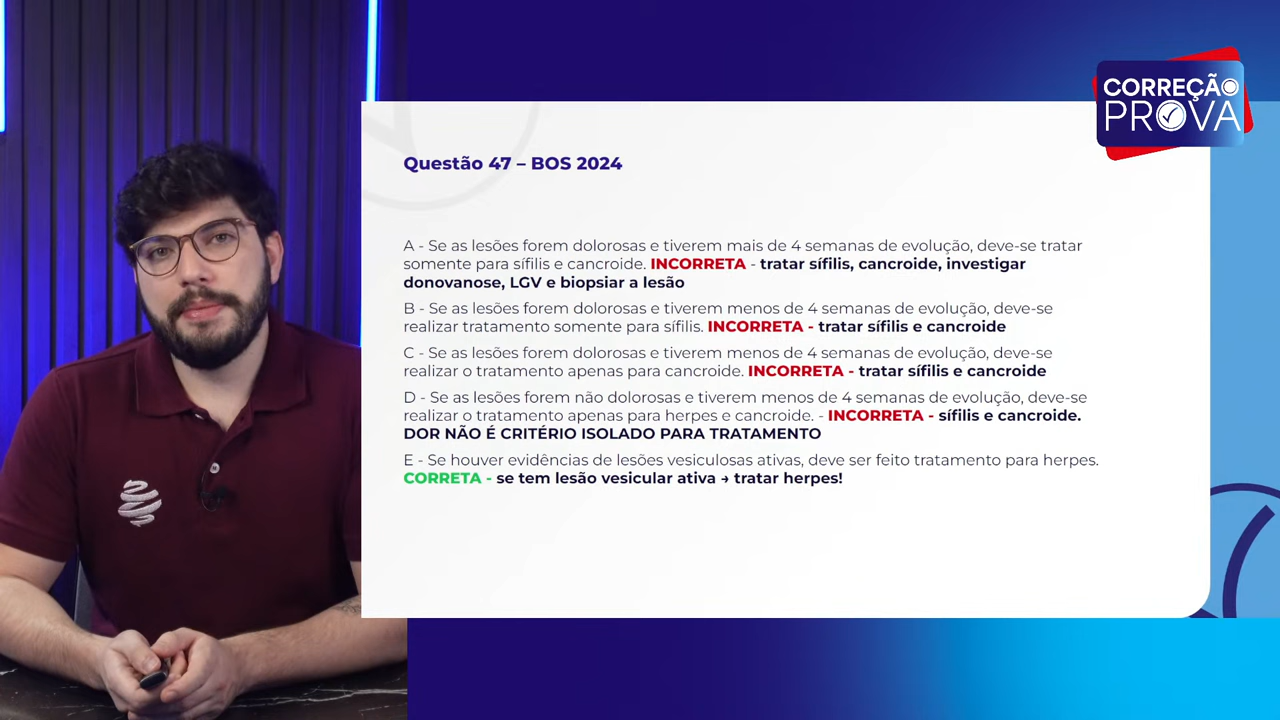 CORREÇÃO
PROVA
Questão 47 – BOS 2024
A - Se as lesões forem dolorosas e tiverem mais de 4 semanas de evolução, deve-se tratar
somente para sífilis e cancroide. INCORRETA - tratar sífilis, cancroide, investigar
donovanose, LGV e biopsiar a lesão
B - Se as lesões forem dolorosas e tiverem menos de 4 semanas de evolução, deve-se
realizar tratamento somente para sífilis. INCORRETA - tratar sífilis e cancroide
C - Se as lesões forem dolorosas e tiverem menos de 4 semanas de evolução, deve-se
realizar o tratamento apenas para cancroide. INCORRETA - tratar sífilis e cancroide
D - Se as lesões forem não dolorosas e tiverem menos de 4 semanas de evolução, deve-se
realizar o tratamento apenas para herpes e cancroide. - INCORRETA - sífilis e cancroide.
DOR NÃO É CRITÉRIO ISOLADO PARA TRATAMENTO
E - Se houver evidências de lesões vesiculosas ativas, deve ser feito tratamento para herpes.
CORRETA - se tem lesão vesicular ativa → tratar herpes!